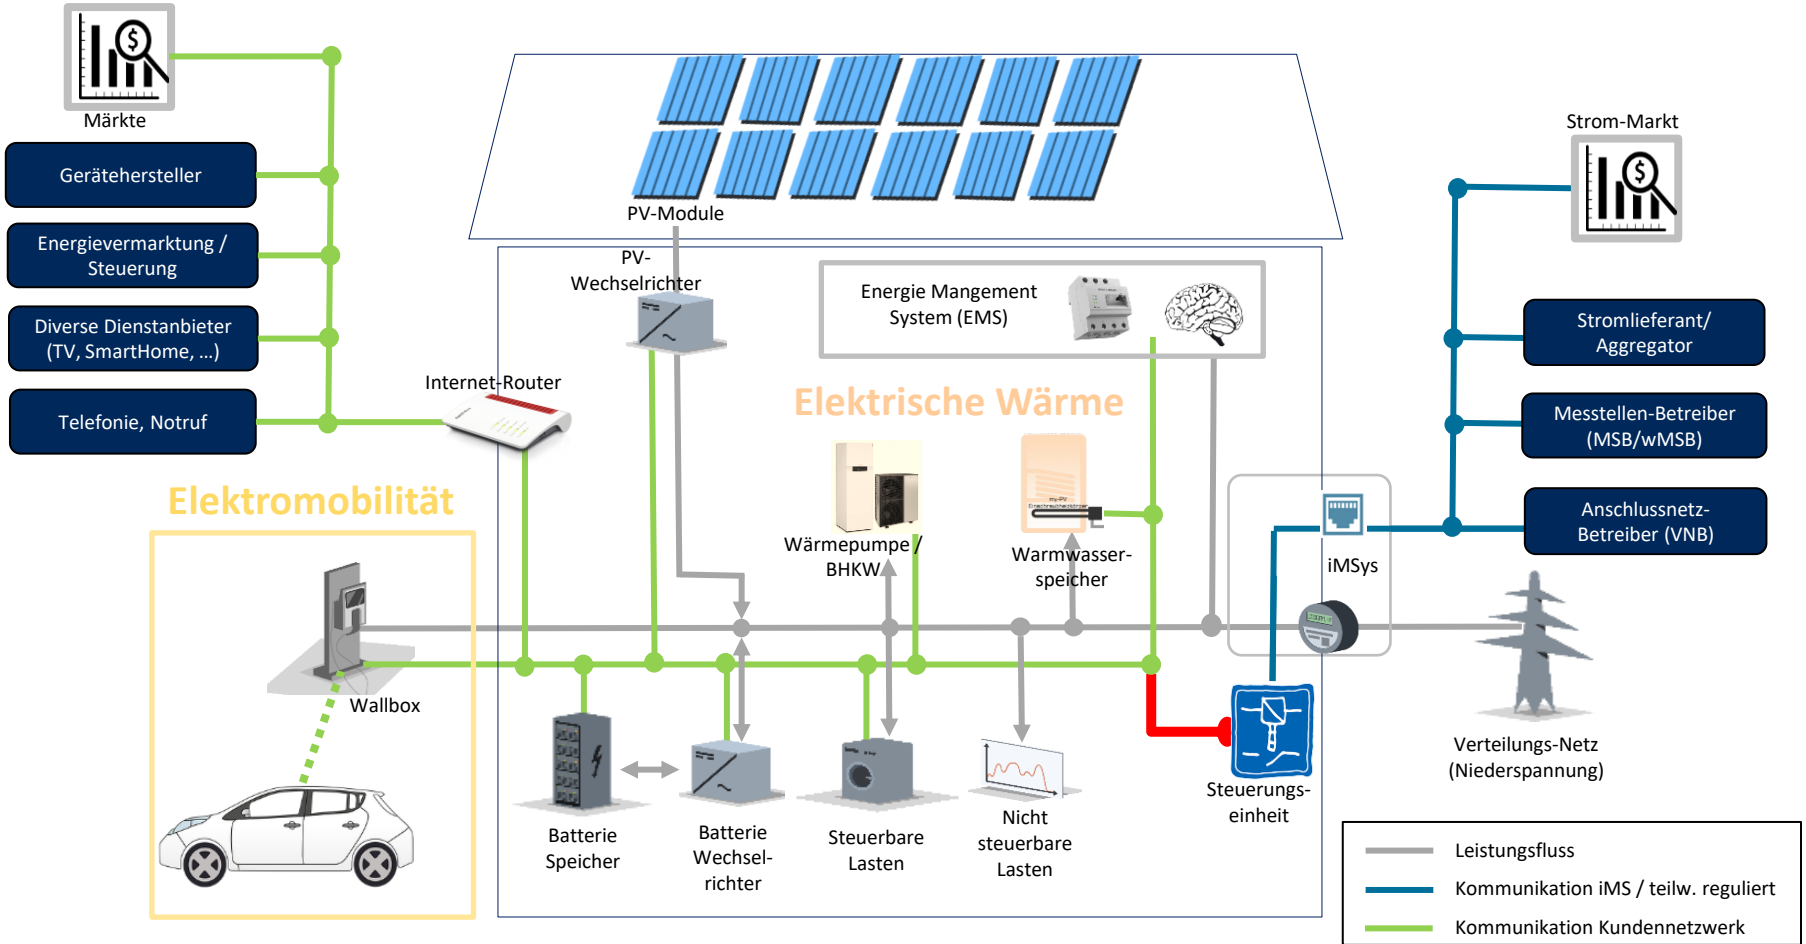 Märkte
Gerätehersteller
Energievermarktung /
Steuerung
Diverse Dienstanbieter
(TV, SmartHome, ...)
Telefonie, Notruf
Internet-Router
PV-Module
PV-
Wechselrichter
Energie Mangement
System (EMS)
Elektrische Wärme
Wärmepumpe /
BHKW
my-PV
Einschraubheizkörper
Warmwasser-
speicher
Elektromobilität
Wallbox
Batterie
Speicher
Batterie
Wechsel-
richter
Steuerbare
Lasten
Nicht
steuerbare
Lasten
Steuerungs-
einheit
iMSys
Strom-Markt
Stromlieferant/
Aggregator
Messtellen-Betreiber
(MSB/wMSB)
Anschlussnetz-
Betreiber (VNB)
Verteilungs-Netz
(Niederspannung)
Leistungsfluss
Kommunikation iMS / teilw. reguliert
Kommunikation Kundennetzwerk